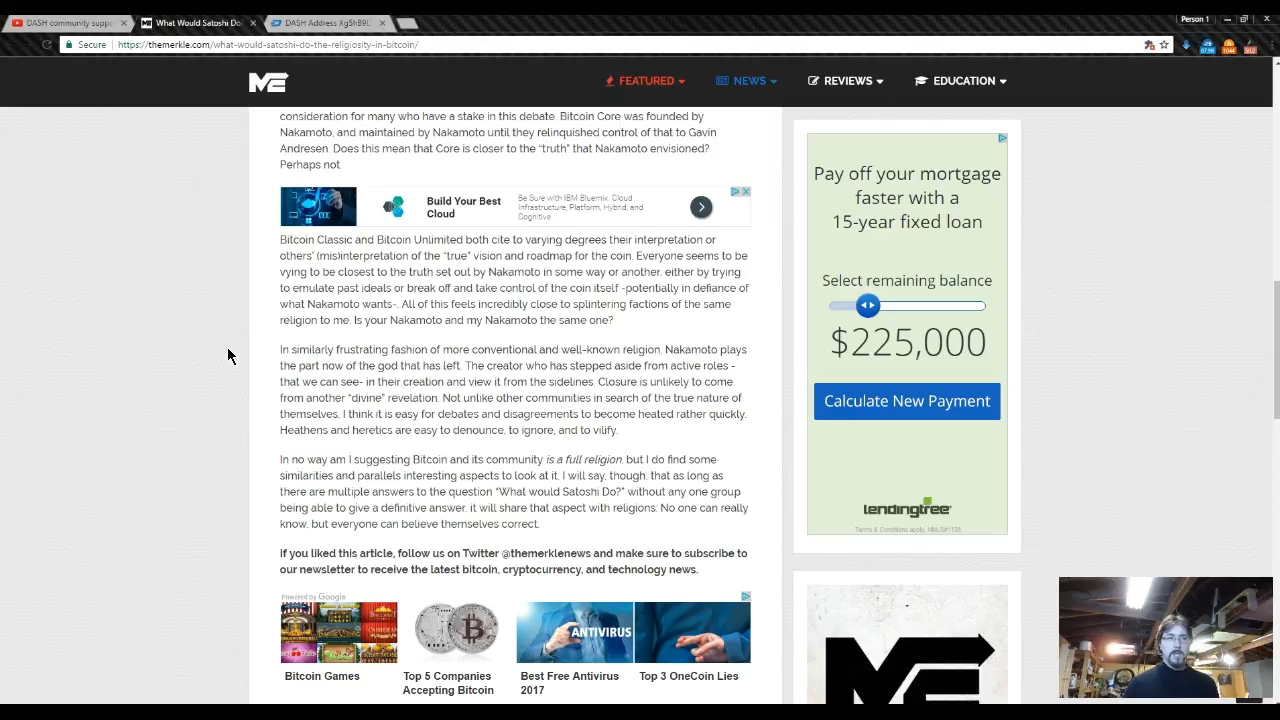 DASH community supp
What Would Satoshi Do
DASH Address Xg5h89
Person 1
Secure
https://themerkle.com/what-would-satoshi-do-the-religiosity-in-bitcoin/
ME
FEATURED
NEWS
REVIEWS
EDUCATION
consideration for many who have a stake in this debate. Bitcoin Core was founded by
Nakamoto, and maintained by Nakamoto until they relinquished control of that to Gavin
Andresen. Does this mean that Core is closer to the “truth” that Nakamoto envisioned?
Perhaps not.
Build Your Best
Cloud
Be Sure with IBM Bluemix. Cloud
Infrastructure, Platform, Hybrid, and
Cognitive.
Bitcoin Classic and Bitcoin Unlimited both cite to varying degrees their interpretation or
others’ (mis)interpretation of the “true” vision and roadmap for the coin. Everyone seems to be
vying to be closest to the truth set out by Nakamoto in some way or another, either by trying
to emulate past ideals or break off and take control of the coin itself -potentially in defiance of
what Nakamoto wants-. All of this feels incredibly close to splintering factions of the same
religion to me. Is your Nakamoto and my Nakamoto the same one?
In similarly frustrating fashion of more conventional and well-known religion, Nakamoto plays
the part now of the god that has left. The creator who has stepped aside from active roles -
that we can see- in their creation and view it from the sidelines. Closure is unlikely to come
from another “divine” revelation. Not unlike other communities in search of the true nature of
themselves, I think it is easy for debates and disagreements to become heated rather quickly.
Heathens and heretics are easy to denounce, to ignore, and to vilify.
In no way am I suggesting Bitcoin and its community is a full religion, but I do find some
similarities and parallels interesting aspects to look at it. I will say, though, that as long as
there are multiple answers to the question “What would Satoshi Do?” without any one group
being able to give a definitive answer, it will share that aspect with religions: No one can really
know, but everyone can believe themselves correct.
If you liked this article, follow us on Twitter @themerklenews and make sure to subscribe to
our newsletter to receive the latest bitcoin, cryptocurrency, and technology news.
Powered by Google
ANTIVIRUS
Bitcoin Games
Top 5 Companies
Accepting Bitcoin
Best Free Antivirus
2017
Top 3 OneCoin Lies
Pay off your mortgage
faster with a
15-year fixed loan
Select remaining balance
$225,000
Calculate New Payment
lendingtree
Terms & Conditions apply. NMLS#1136
ME